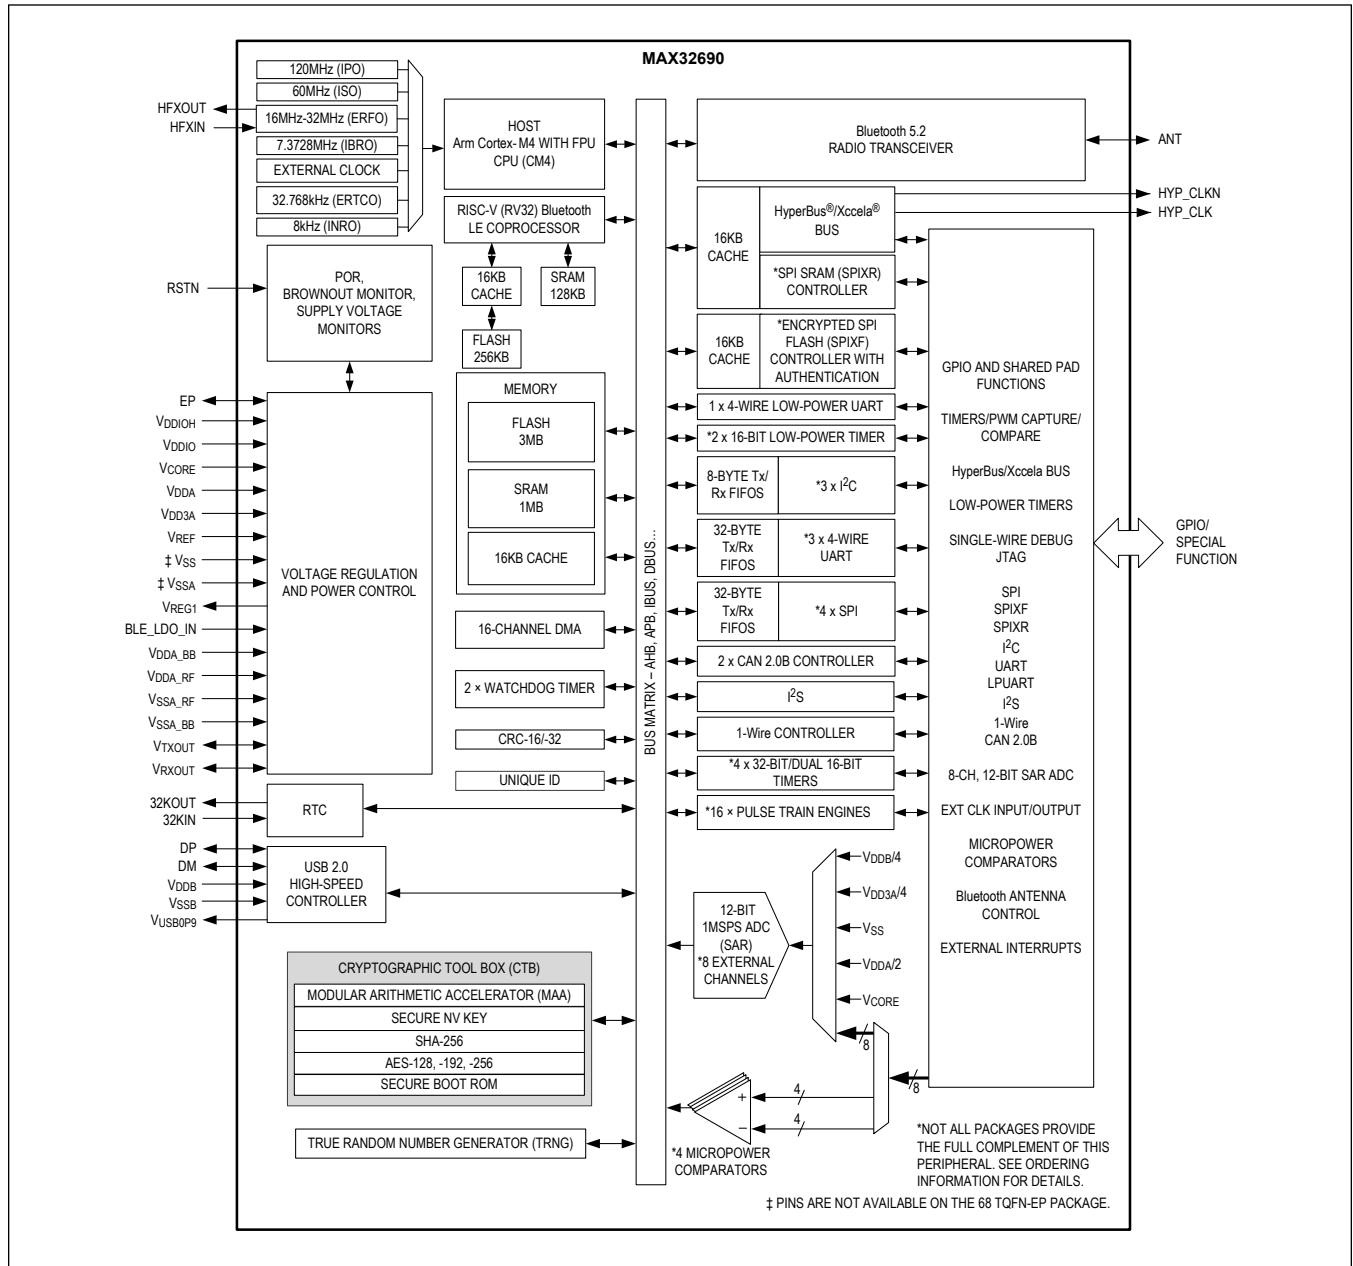 MAX32690
120MHz (IPO)
60MHz (ISO)
16MHz-32MHz (ERFO)
7.3728MHz (IBRO)
EXTERNAL CLOCK
32.768kHz (ERTCO)
8kHz (INRO)
HFXOUT
HFXIN
HOST
Arm Cortex-M4 WITH FPU
CPU (CM4)
RISC-V (RV32) Bluetooth
LE COPROCESSOR
16KB
CACHE
SRAM
128KB
FLASH
256KB
RSTN
POR,
BROWNOUT MONITOR,
SUPPLY VOLTAGE
MONITORS
EP
VDDIOH
VDDIO
VCORE
VDDA
VDD3A
VREF
‡ VSS
‡ VSSA
VREG1
BLE_LDO_IN
VDDA_BB
VDDA_RF
VSSA_RF
VSSA_BB
VTXOUT
VRXOUT
VOLTAGE REGULATION
AND POWER CONTROL
MEMORY
FLASH
3MB
SRAM
1MB
16KB CACHE
16-CHANNEL DMA
2 × WATCHDOG TIMER
CRC-16/-32
UNIQUE ID
32KOUT
32KIN
RTC
DP
DM
VDDB
VSSB
VUSB0P9
USB 2.0
HIGH-SPEED
CONTROLLER
CRYPTOGRAPHIC TOOL BOX (CTB)
MODULAR ARITHMETIC ACCELERATOR (MAA)
SECURE NV KEY
SHA-256
AES-128, -192, -256
SECURE BOOT ROM
TRUE RANDOM NUMBER GENERATOR (TRNG)
BUS MATRIX – AHB, APB, IBUS, DBUS...
Bluetooth 5.2
RADIO TRANSCEIVER
ANT
16KB
CACHE
HyperBus®/Xccela®
BUS
HYP_CLKN
HYP_CLK
*SPI SRAM (SPIXR)
CONTROLLER
16KB
CACHE
*ENCRYPTED SPI
FLASH (SPIXF)
CONTROLLER WITH
AUTHENTICATION
1 x 4-WIRE LOW-POWER UART
*2 x 16-BIT LOW-POWER TIMER
8-BYTE Tx/
Rx FIFOS
*3 x I2C
32-BYTE
Tx/Rx
FIFOS
*3 x 4-WIRE
UART
32-BYTE
Tx/Rx
FIFOS
*4 x SPI
2 x CAN 2.0B CONTROLLER
I2S
1-Wire CONTROLLER
*4 x 32-BIT/DUAL 16-BIT
TIMERS
*16 × PULSE TRAIN ENGINES
12-BIT
1MSPS ADC
(SAR)
*8 EXTERNAL
CHANNELS
VDDB/4
VDD3A/4
VSS
VDDA/2
VCORE
8
8
4
4
+
–
*4 MICROPOWER
COMPARATORS
GPIO AND SHARED PAD
FUNCTIONS
TIMERS/PWM CAPTURE/
COMPARE
HyperBus/Xccela BUS
LOW-POWER TIMERS
SINGLE-WIRE DEBUG
JTAG
SPI
SPIXF
SPIXR
I2C
UART
LPUART
I2S
1-Wire
CAN 2.0B
8-CH, 12-BIT SAR ADC
EXT CLK INPUT/OUTPUT
MICROPOWER
COMPARATORS
Bluetooth ANTENNA
CONTROL
EXTERNAL INTERRUPTS
GPIO/
SPECIAL
FUNCTION
*NOT ALL PACKAGES PROVIDE
THE FULL COMPLEMENT OF THIS
PERIPHERAL. SEE ORDERING
INFORMATION FOR DETAILS.
‡ PINS ARE NOT AVAILABLE ON THE 68 TQFN-EP PACKAGE.